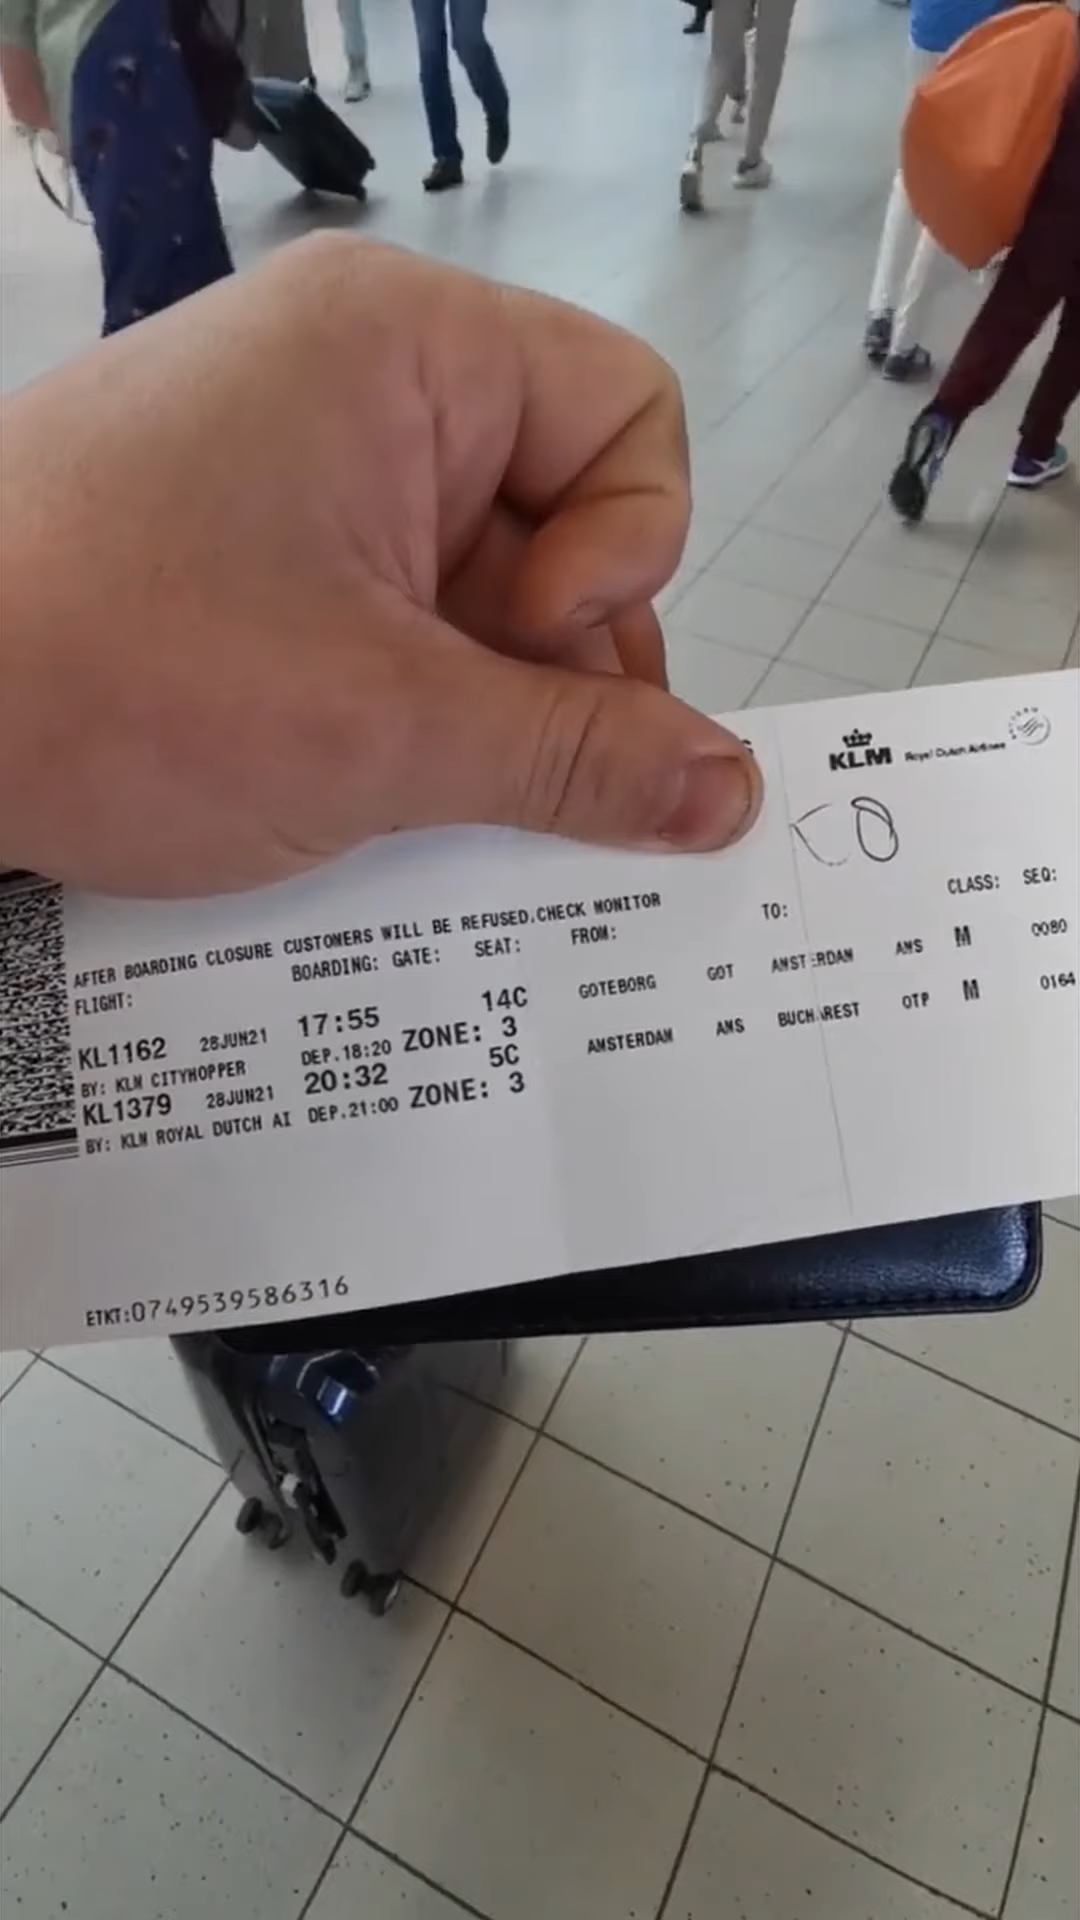 KLM Royal Dutch Airlines
AFTER BOARDING CLOSURE CUSTOMERS WILL BE REFUSED.CHECK MONITOR
FLIGHT: BOARDING: GATE: SEAT: FROM: TO: CLASS: SEQ:
KL1162 28JUN21 17:55 14C GOTEBORG GOT AMSTERDAM AMS M 0080
BY: KLM CITYHOPPER DEP.18:20 ZONE: 3
KL1379 28JUN21 20:32 5C AMSTERDAM AMS BUCHAREST OTP M 0164
BY: KLM ROYAL DUTCH AI DEP.21:00 ZONE: 3
ETKT:0749539586316